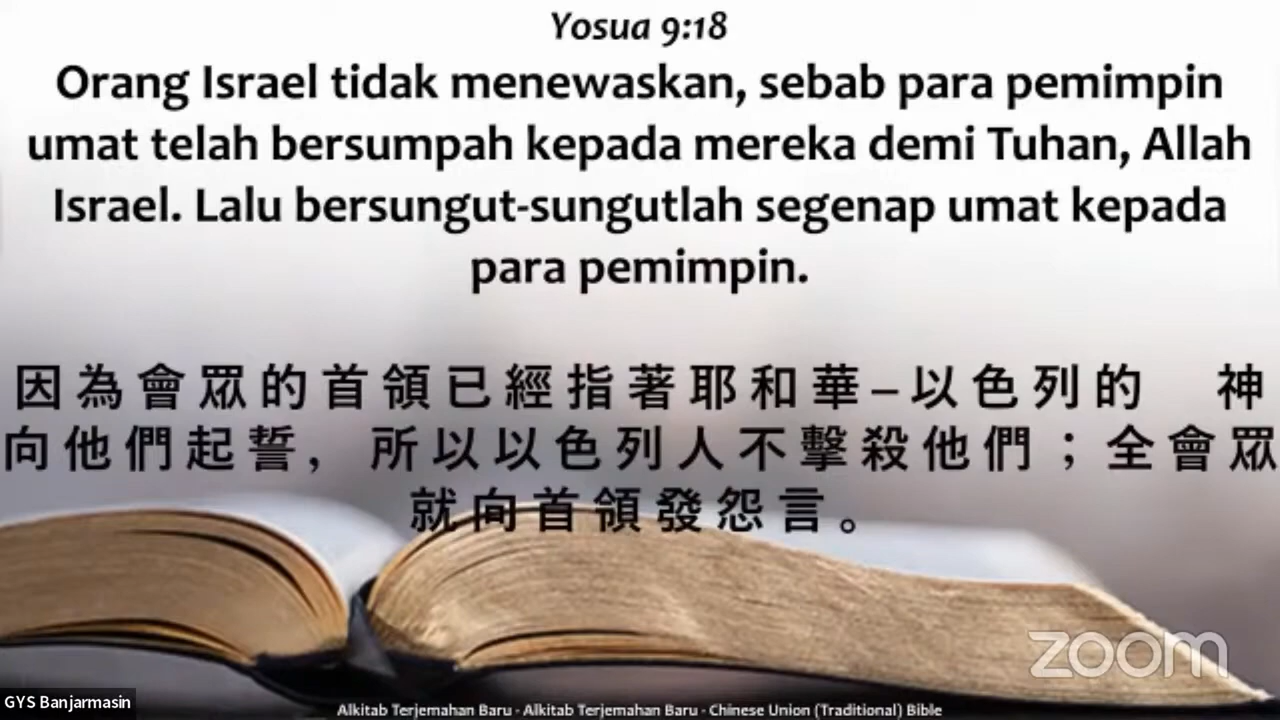 Yosua 9:18
Orang Israel tidak menewaskan, sebab para pemimpin
umat telah bersumpah kepada mereka demi Tuhan, Allah
Israel. Lalu bersungut-sungutlah segenap umat kepada
para pemimpin.
因為會眾的首領已經指著耶和華–以色列的　神
向他們起誓，所以以色列人不擊殺他們；全會眾
就向首領發怨言。
zoom
GYS Banjarmasin
Alkitab Terjemahan Baru - Alkitab Terjemahan Baru - Chinese Union (Traditional) Bible